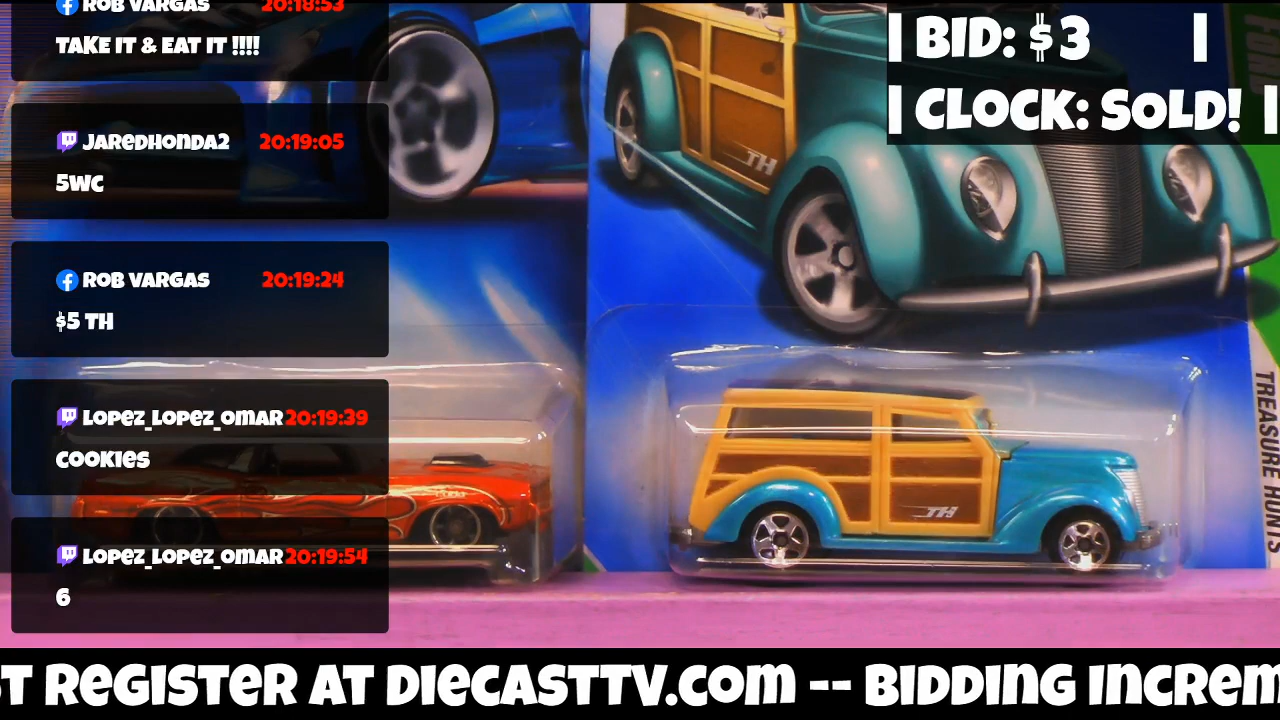 ROB VARGAS 20:18:53
TAKE IT & EAT IT !!!!
JAREDHONDA2 20:19:05
5WC
ROB VARGAS 20:19:24
$5 TH
LOPEZ_LOPEZ_OMAR 20:19:39
COOKIES
LOPEZ_LOPEZ_OMAR 20:19:54
6
| BID: $3 |
| CLOCK: SOLD! |
FORD
TH
TREASURE HUNTS
TH
T REGISTER AT DIECASTTV.COM -- BIDDING INCREM